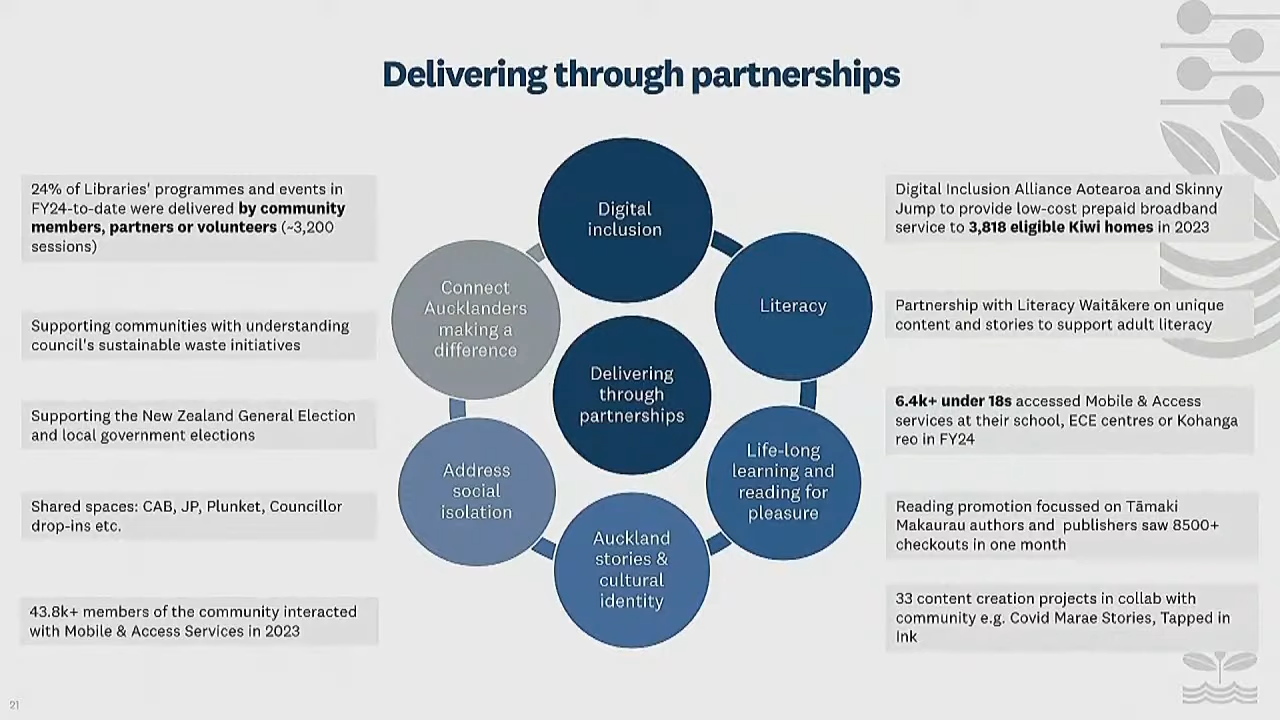 Delivering through partnerships
24% of Libraries' programmes and events in
FY24-to-date were delivered by community
members, partners or volunteers (~3,200
sessions)
Supporting communities with understanding
council's sustainable waste initiatives
Supporting the New Zealand General Election
and local government elections
Shared spaces: CAB, JP, Plunket, Councillor
drop-ins etc.
43.8k+ members of the community interacted
with Mobile & Access Services in 2023
Digital
inclusion
Literacy
Life-long
learning and
reading for
pleasure
Auckland
stories &
cultural
identity
Address
social
isolation
Connect
Aucklanders
making a
difference
Delivering
through
partnerships
Digital Inclusion Alliance Aotearoa and Skinny
Jump to provide low-cost prepaid broadband
service to 3,818 eligible Kiwi homes in 2023
Partnership with Literacy Waitākere on unique
content and stories to support adult literacy
6.4k+ under 18s accessed Mobile & Access
services at their school, ECE centres or Kohanga
reo in FY24
Reading promotion focussed on Tāmaki
Makaurau authors and publishers saw 8500+
checkouts in one month
33 content creation projects in collab with
community e.g. Covid Marae Stories, Tapped in
Ink
21